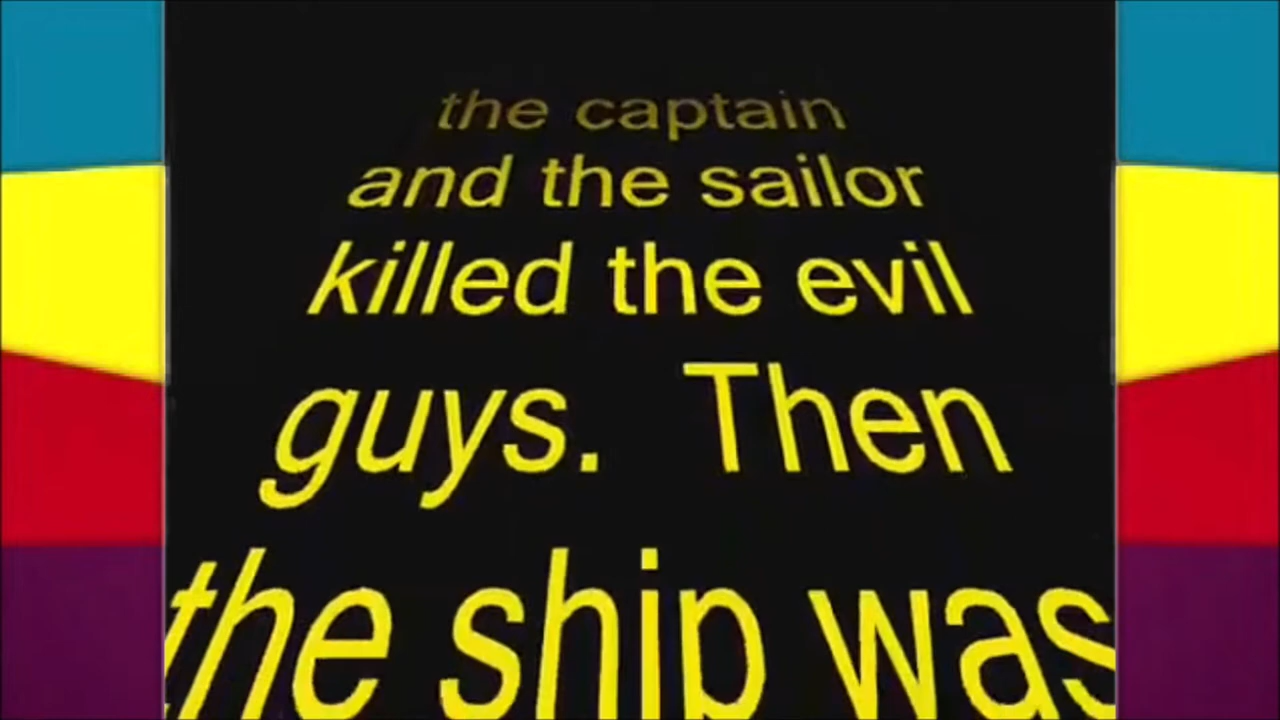 the captain
and the sailor
killed the evil
guys. Then
the ship was